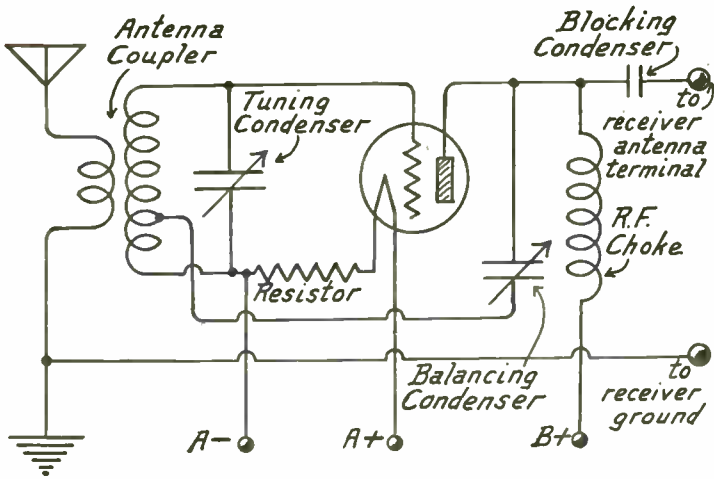 Antenna
Coupler
Blocking
Condenser
Tuning
Condenser
to
receiver
antenna
terminal
R.F.
Choke
Resistor
Balancing
Condenser
to
receiver
ground
A-
A+
B+